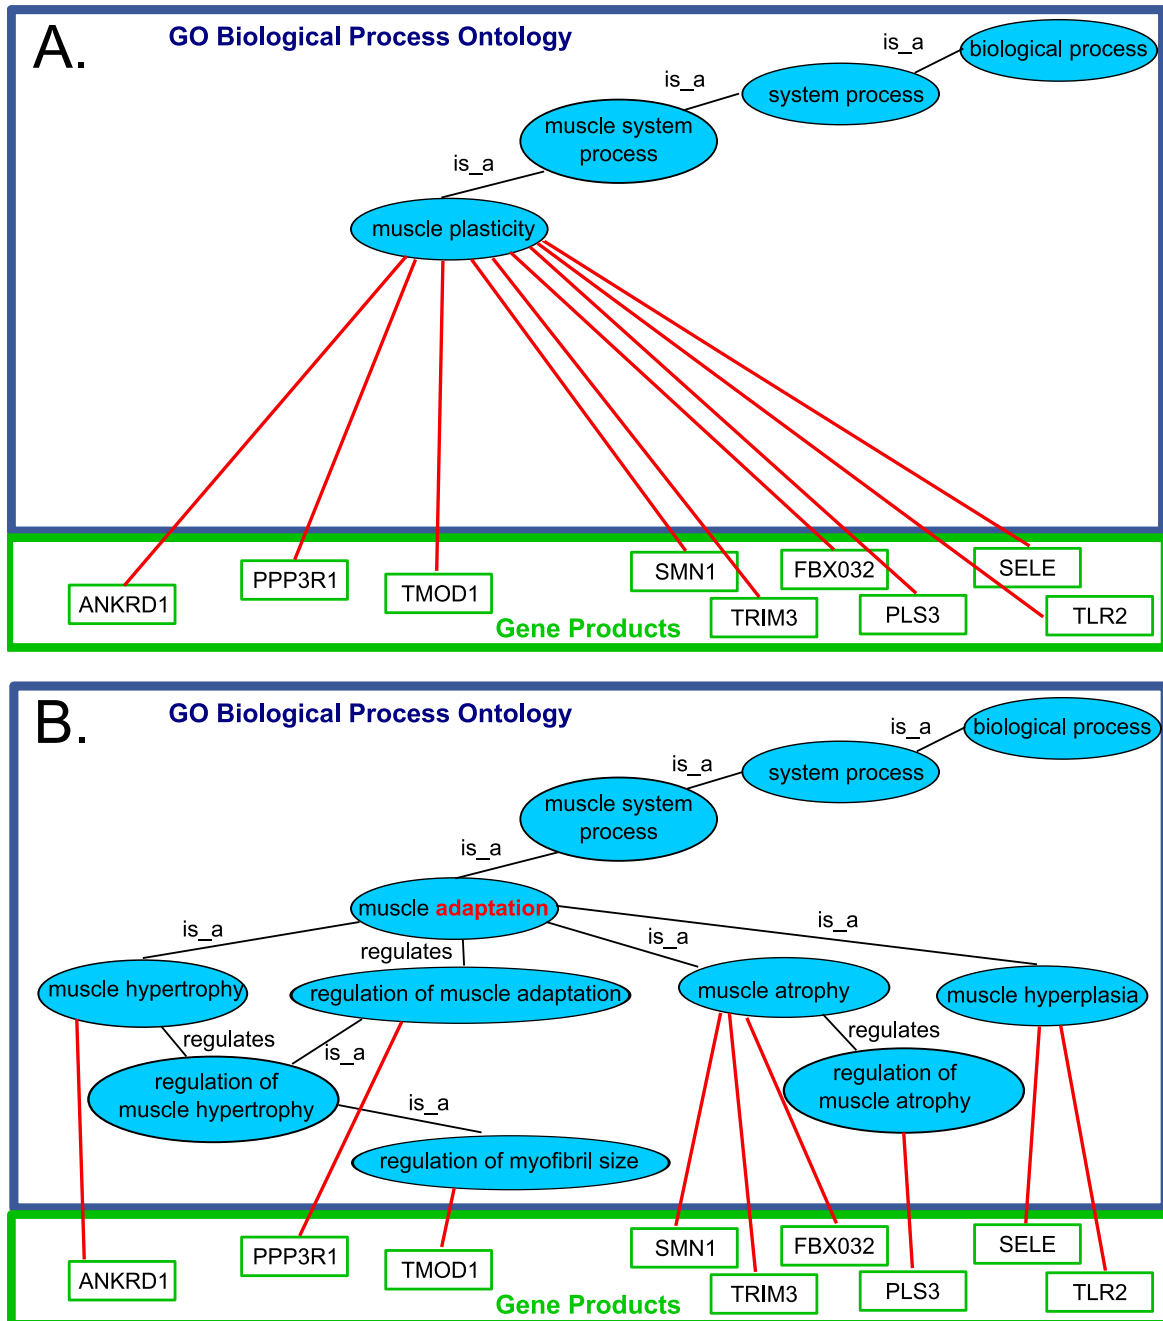 A.
GO Biological Process Ontology
is_a
biological process
is_a
system process
muscle system
process
is_a
muscle plasticity
ANKRD1
PPP3R1
TMOD1
SMN1
TRIM3
FBX032
PLS3
SELE
TLR2
Gene Products
B.
GO Biological Process Ontology
is_a
biological process
is_a
system process
muscle system
process
is_a
muscle adaptation
is_a
regulates
is_a
is_a
muscle hypertrophy
regulation of muscle adaptation
muscle atrophy
muscle hyperplasia
regulates
is_a
regulates
regulation of
muscle hypertrophy
is_a
regulation of
muscle atrophy
regulation of myofibril size
ANKRD1
PPP3R1
TMOD1
SMN1
TRIM3
FBX032
PLS3
SELE
TLR2
Gene Products